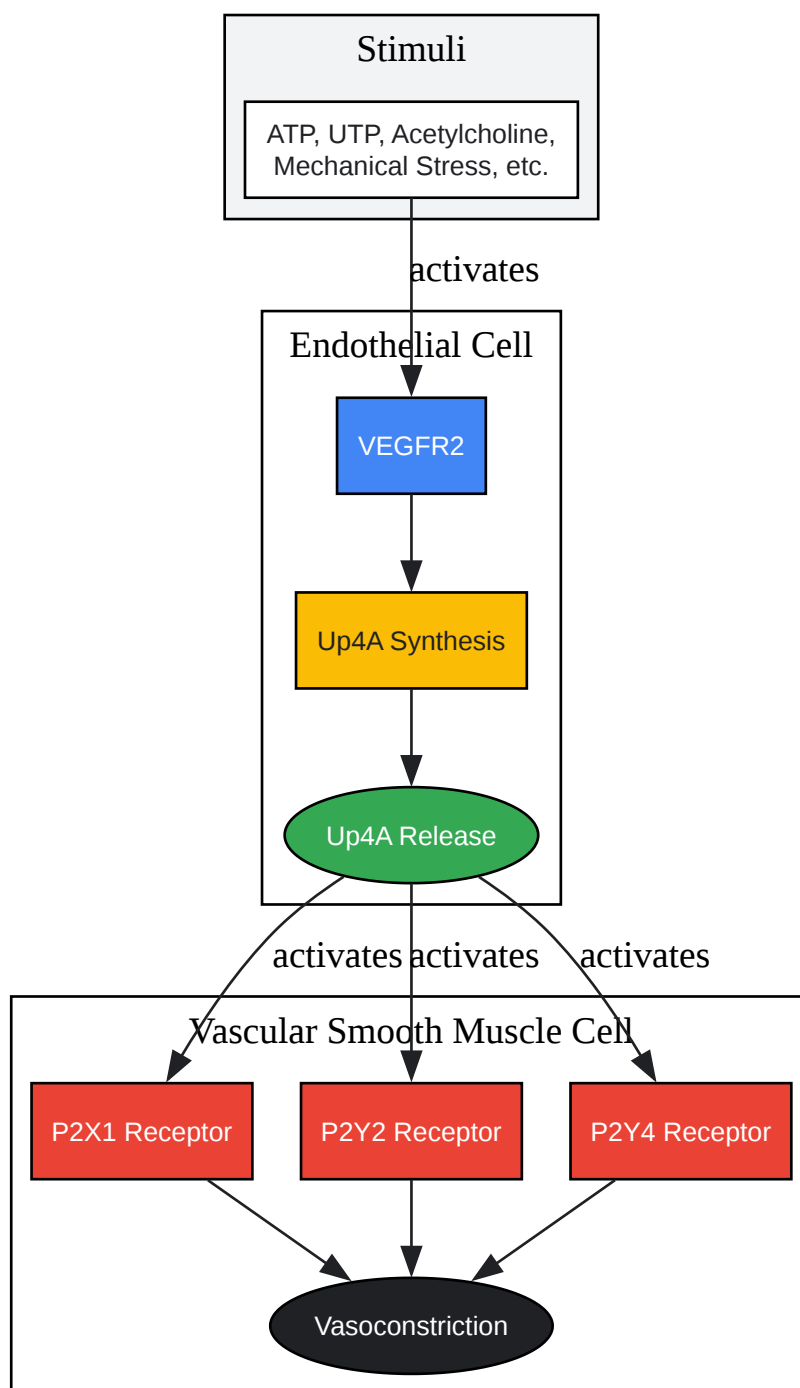 Stimuli
ATP, UTP, Acetylcholine,
Mechanical Stress, etc.
activates
Endothelial Cell
VEGFR2
Up4A Synthesis
Up4A Release
activates activates activates
Vascular Smooth Muscle Cell
P2X1 Receptor P2Y2 Receptor P2Y4 Receptor
Vasoconstriction